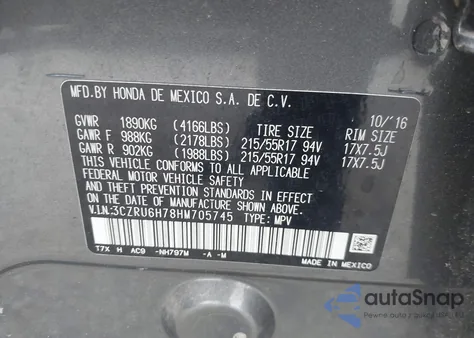 MFD.BY HONDA DE MEXICO S.A. DE C.V.
10/'16
GVWR 1890KG (4166LBS) TIRE SIZE RIM SIZE
GAWR F 988KG (2178LBS) 215/55R17 94V 17X7.5J
GAWR R 902KG (1988LBS) 215/55R17 94V 17X7.5J
THIS VEHICLE CONFORMS TO ALL APPLICABLE
FEDERAL MOTOR VEHICLE SAFETY
AND THEFT PREVENTION STANDARDS IN EFFECT ON
THE DATE OF MANUFACTURE SHOWN ABOVE.
V.I.N:3CZRU6H78HM705745 TYPE: MPV
T7X H AC9 -NH797M -A -M
MADE IN MEXICO
autoSnap
Pewne auto z